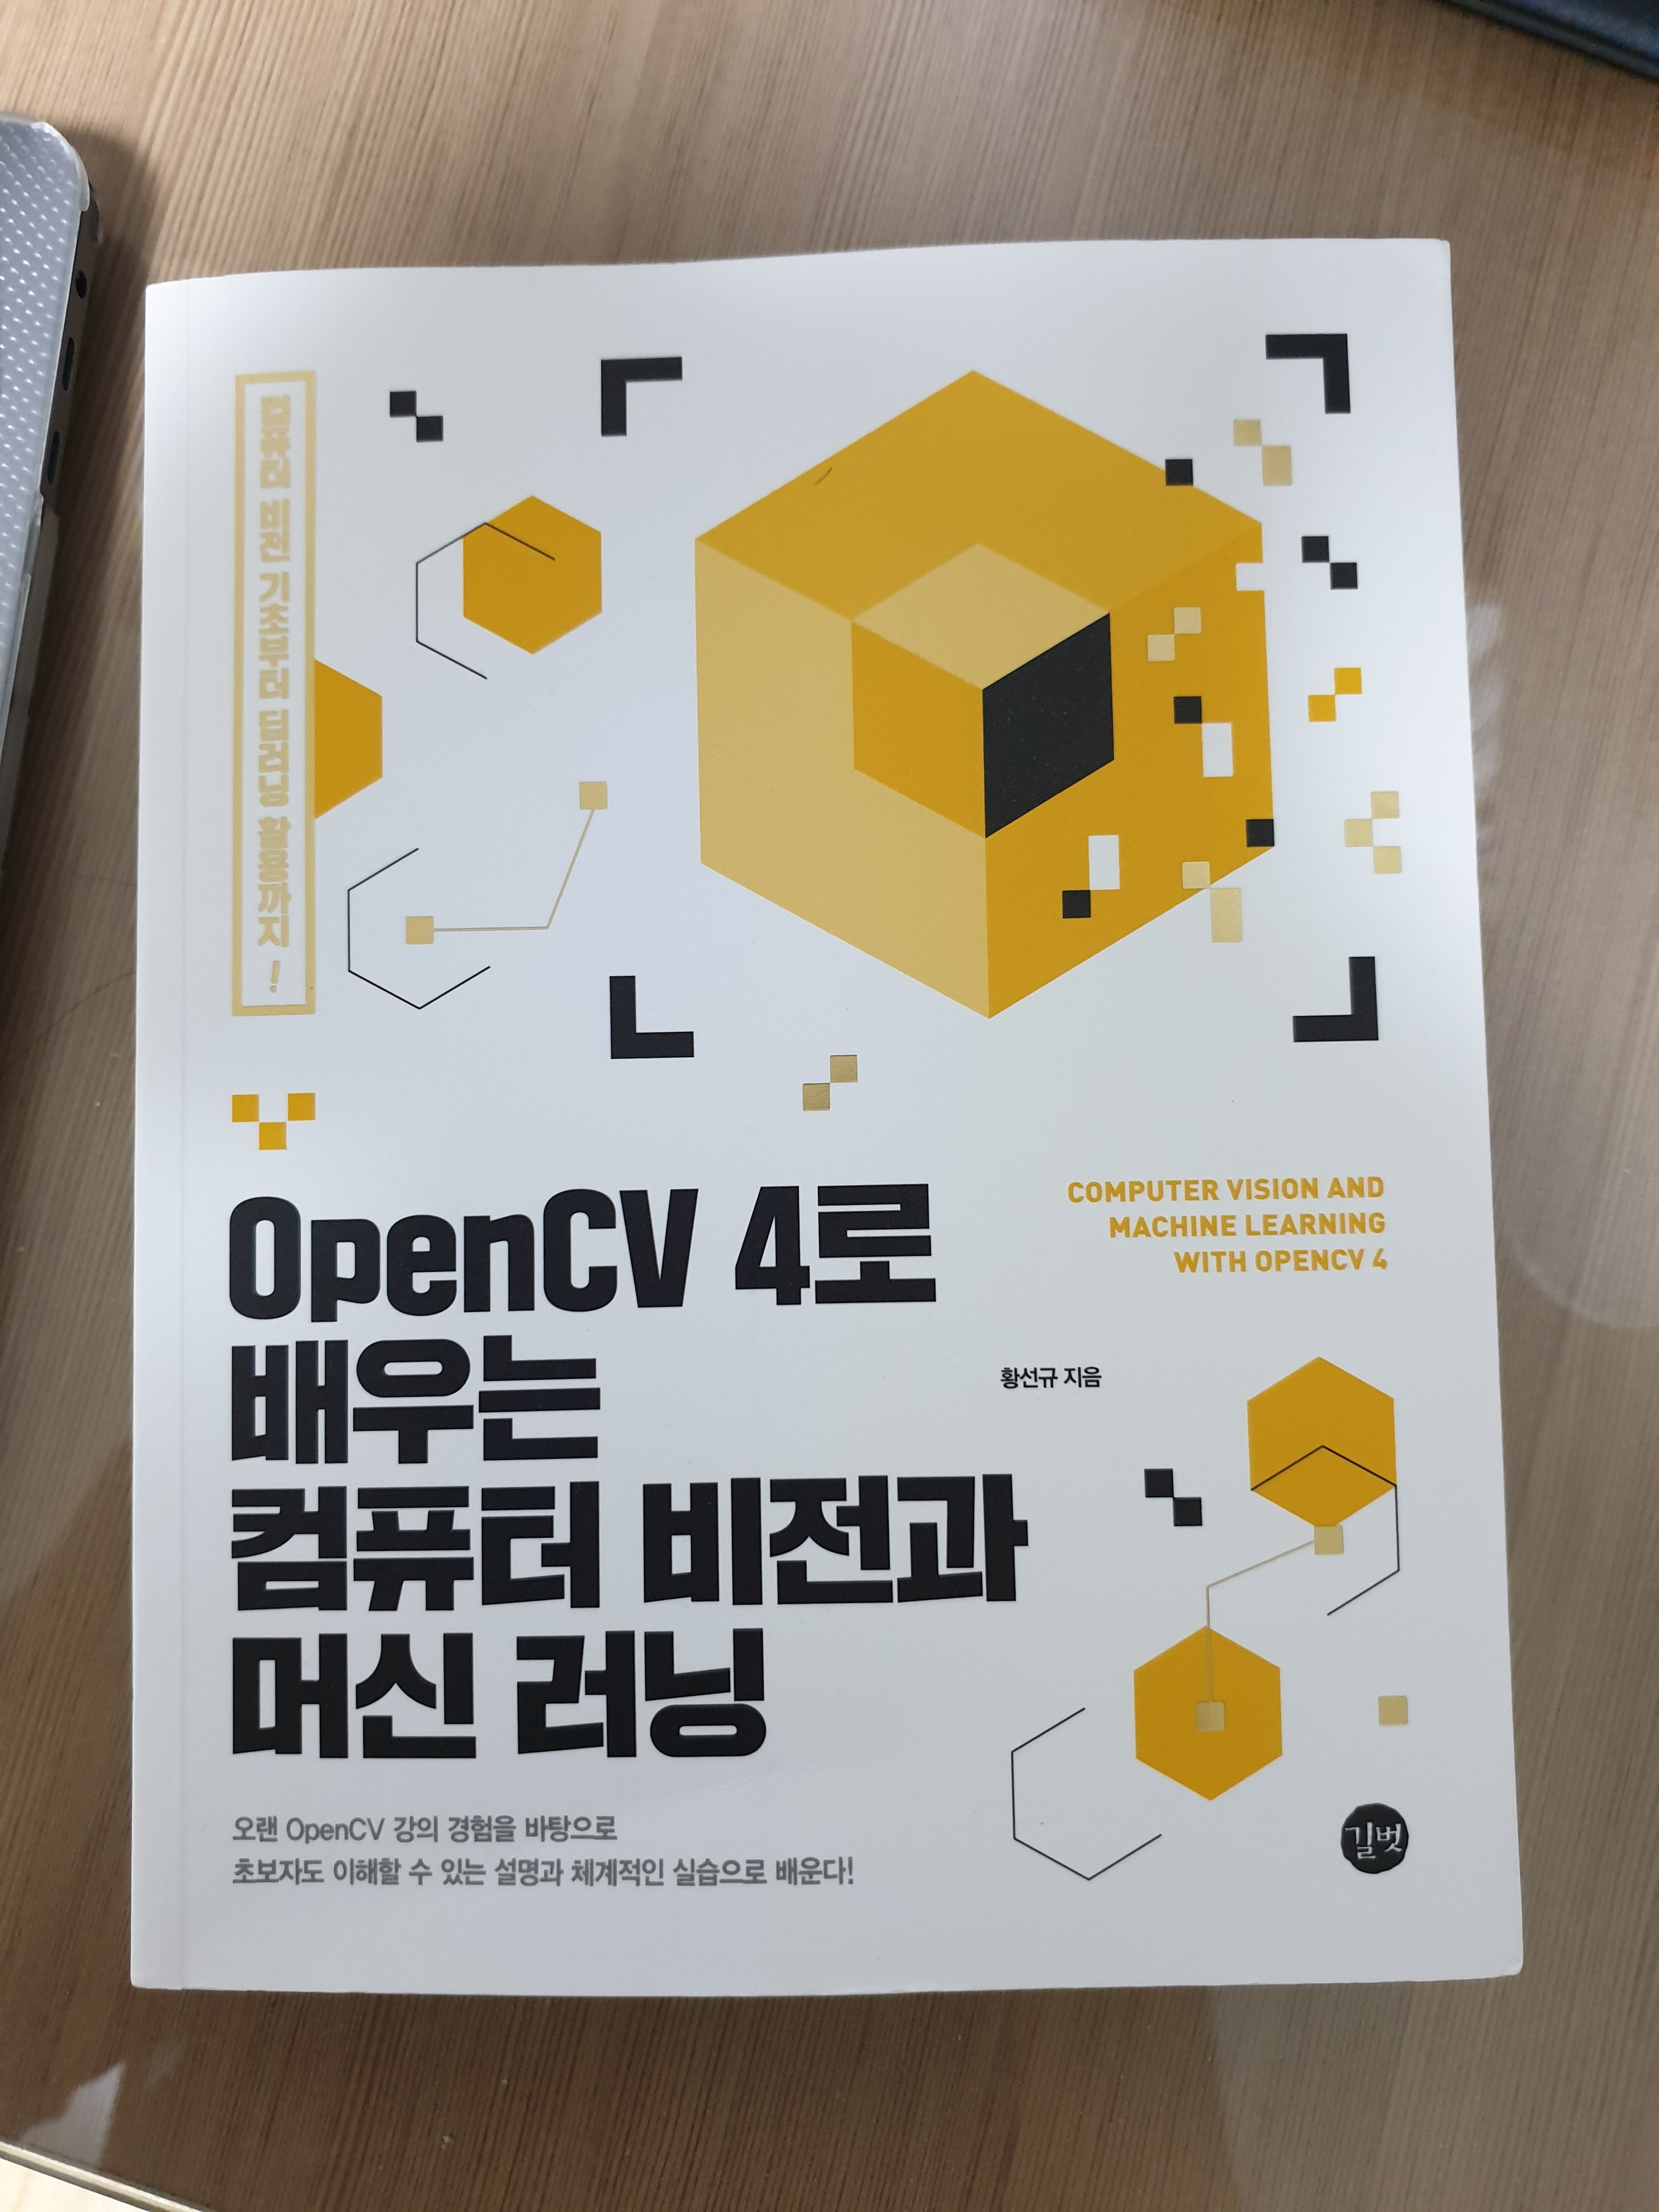 컴퓨터 비전 기초부터 딥러닝 활용까지!
OpenCV 4로
배우는
컴퓨터 비전과
머신 러닝
COMPUTER VISION AND
MACHINE LEARNING
WITH OPENCV 4
황선규 지음
오랜 OpenCV 강의 경험을 바탕으로
초보자도 이해할 수 있는 설명과 체계적인 실습으로 배운다!
길벗